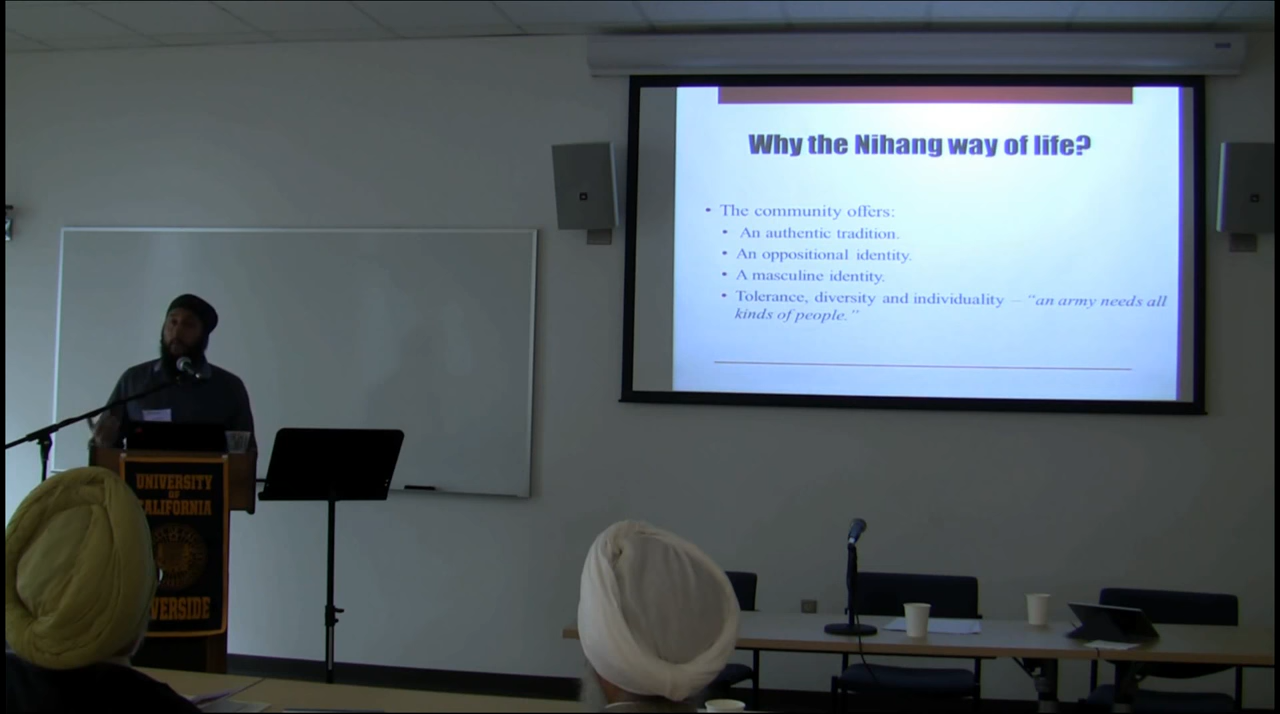 Why the Nihang way of life?
• The community offers:
• An authentic tradition.
• An oppositional identity.
• A masculine identity.
• Tolerance, diversity and individuality – "an army needs all
kinds of people."
UNIVERSITY
OF
CALIFORNIA
VERSIDE